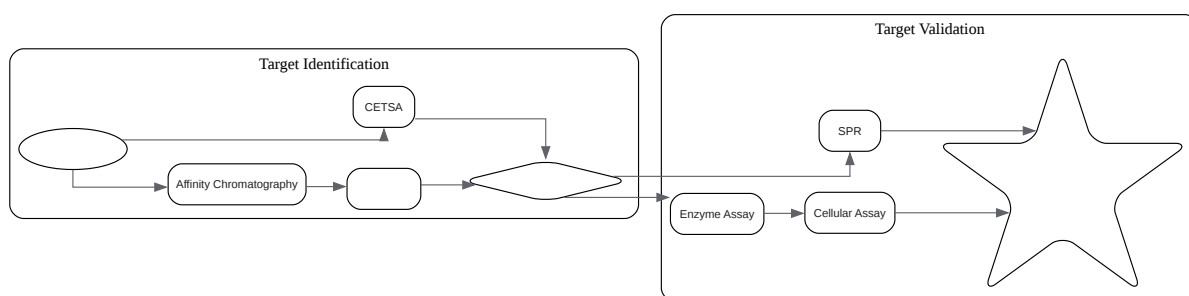 Target Identification
Target Validation
CETSA
SPR
Affinity Chromatography
Enzyme Assay
Cellular Assay